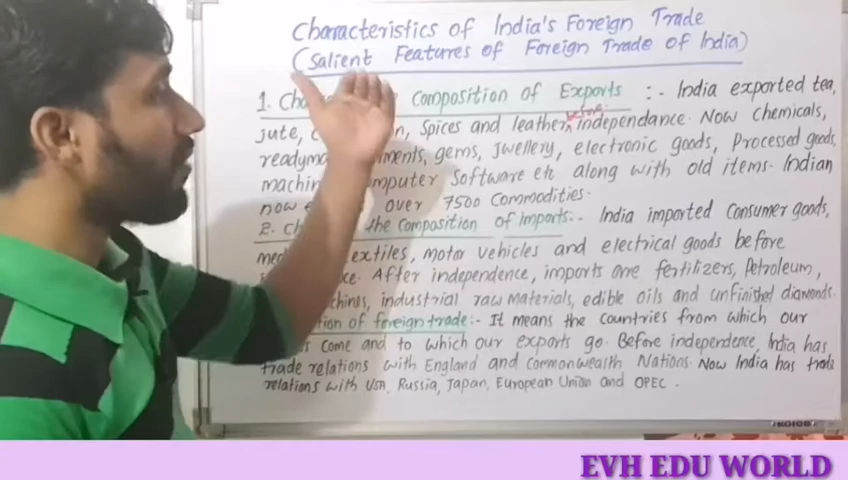 Characteristics of India's Foreign Trade
(Salient Features of Foreign Trade of India)
1. Composition of Exports :- India exported tea,
before
jute, Spices and leather independance. Now chemicals,
gems, Jwellery, electronic goods, Processed goods,
Software etc along with old items. Indian
now over 7500 Commodities.
2. the Composition of Imports:- India imported Consumer goods,
motor vehicles and electrical goods before
After independence, imports are fertilizers, Petroleum,
industrial raw materials, edible oils and unfinished diamonds.
of foreign trade:- It means the countries from which our
come and to which our exports go. Before independence, India has
trade relations with England and Commonwealth Nations. Now India has trade
relations with USA, Russia, Japan, European Union and OPEC.
EVH EDU WORLD